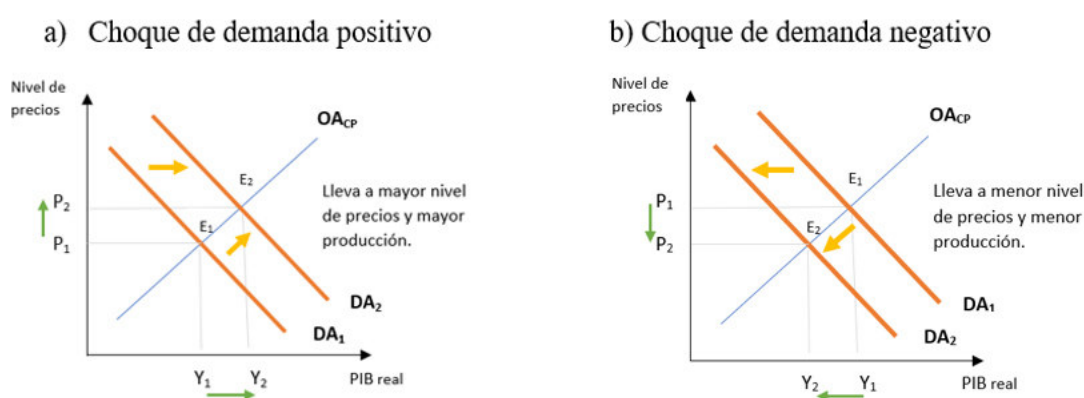 a) Choque de demanda positivo
Nivel de
precios
OA_CP
E₂
P₂
Lleva a mayor nivel
de precios y mayor
producción.
E₁
P₁
DA₂
DA₁
Y₁
Y₂
PIB real
b) Choque de demanda negativo
Nivel de
precios
OA_CP
E₁
P₁
Lleva a menor nivel
de precios y menor
producción.
E₂
P₂
DA₁
DA₂
Y₂
Y₁
PIB real